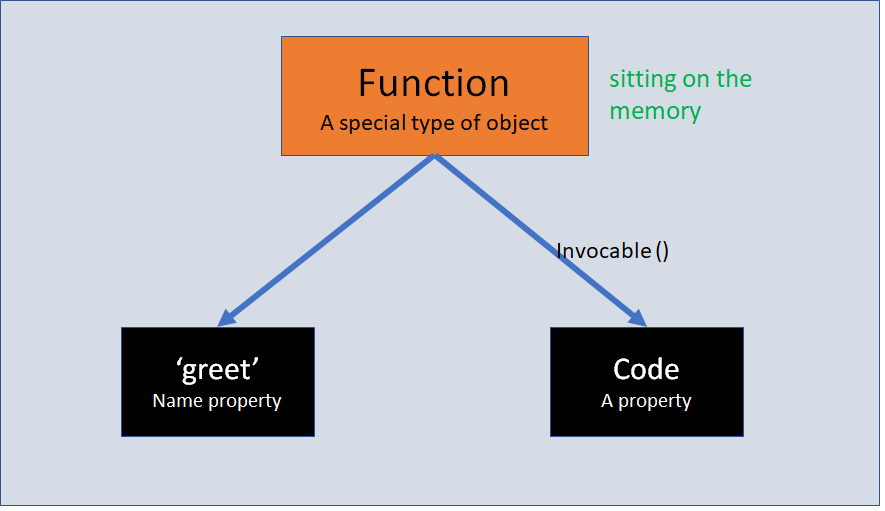 Function
A special type of object
sitting on the
memory
Invocable ()
‘greet’
Name property
Code
A property